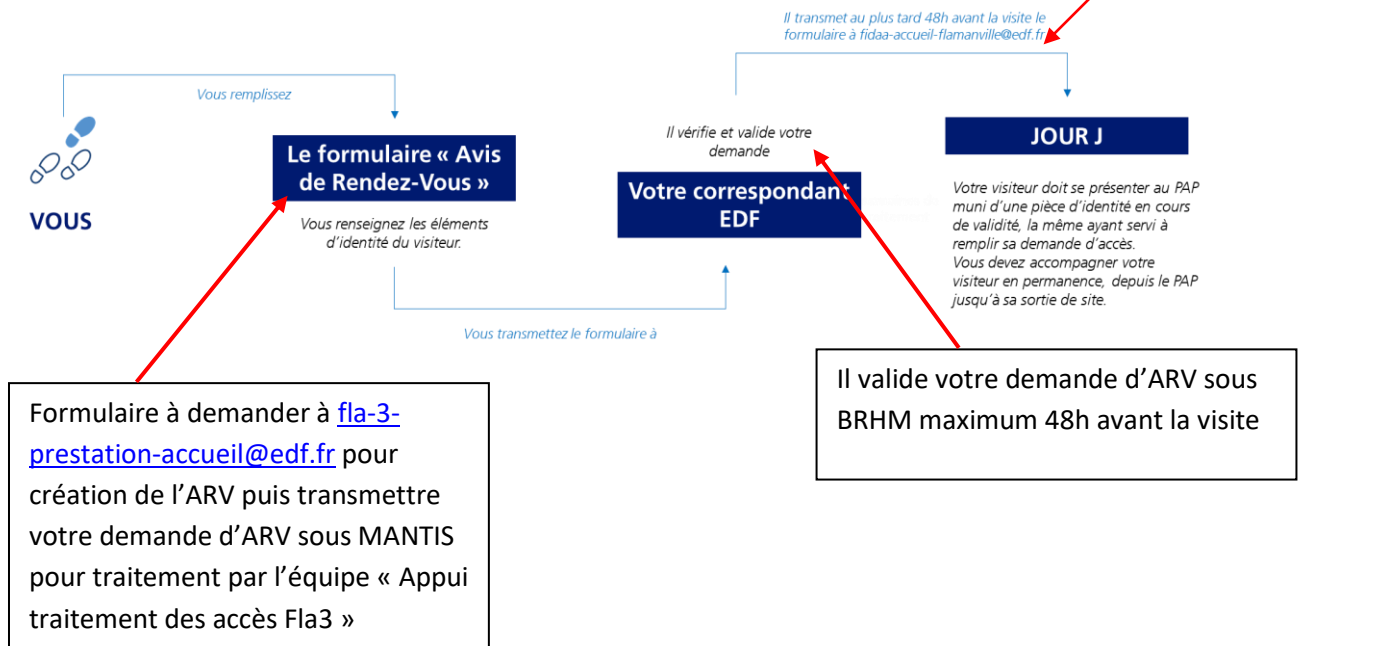 Il transmet au plus tard 48h avant la visite le
formulaire à fidaa-accueil-flamanville@edf.fr
Vous remplissez
VOUS
Le formulaire « Avis
de Rendez-Vous »
Vous renseignez les éléments
d'identité du visiteur.
Vous transmettez le formulaire à
Il vérifie et valide votre
demande
Votre correspondant
EDF
JOUR J
Votre visiteur doit se présenter au PAP
muni d'une pièce d'identité en cours
de validité, la même ayant servi à
remplir sa demande d'accès.
Vous devez accompagner votre
visiteur en permanence, depuis le PAP
jusqu'à sa sortie de site.
Formulaire à demander à fla-3-
prestation-accueil@edf.fr pour
création de l'ARV puis transmettre
votre demande d'ARV sous MANTIS
pour traitement par l'équipe « Appui
traitement des accès Fla3 »
Il valide votre demande d'ARV sous
BRHM maximum 48h avant la visite